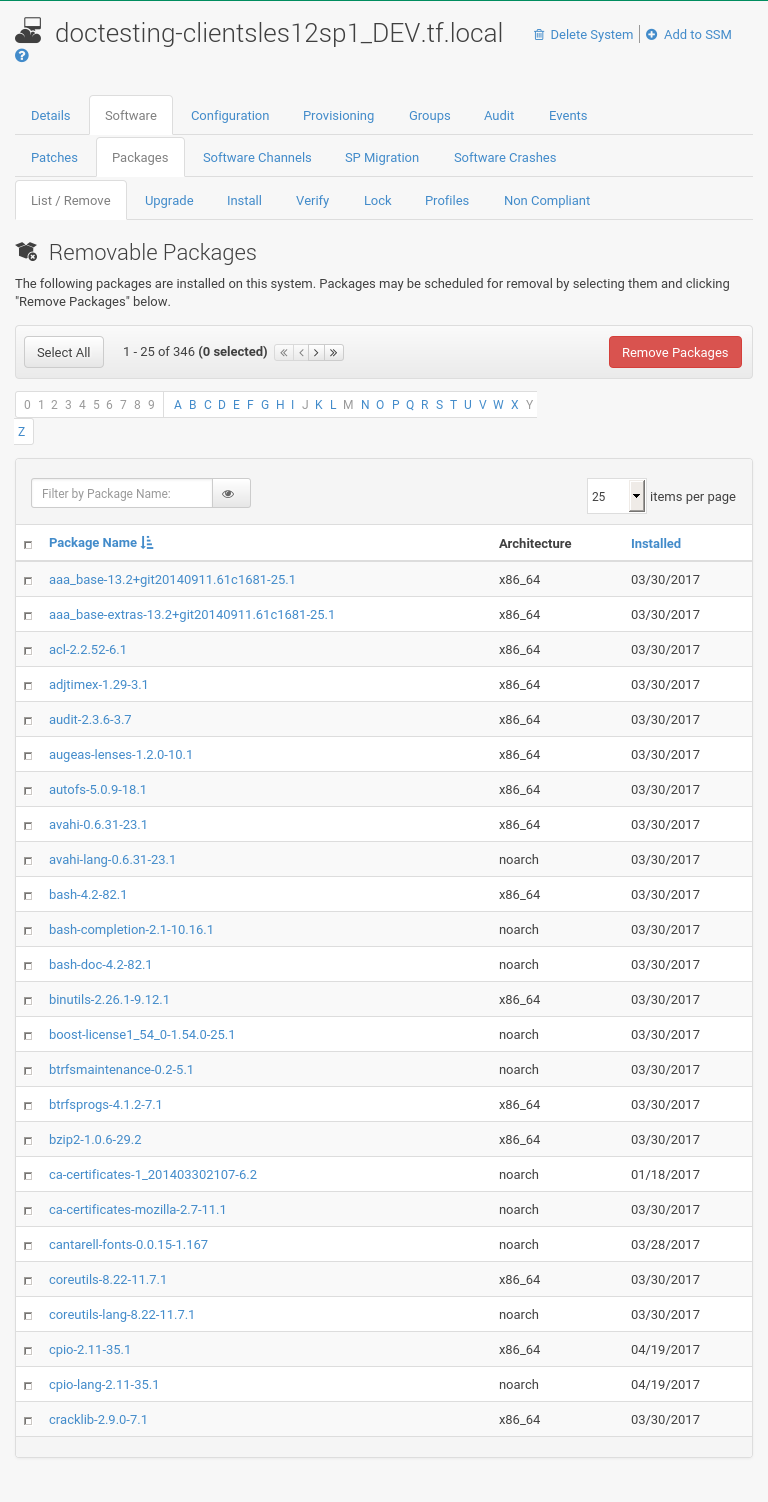 doctesting-clientsles12sp1_DEV.tf.local Delete System Add to SSM
Details Software Configuration Provisioning Groups Audit Events
Patches Packages Software Channels SP Migration Software Crashes
List / Remove Upgrade Install Verify Lock Profiles Non Compliant
Removable Packages
The following packages are installed on this system. Packages may be scheduled for removal by selecting them and clicking
"Remove Packages" below.
Select All 1 - 25 of 346 (0 selected) Remove Packages
0 1 2 3 4 5 6 7 8 9 A B C D E F G H I J K L M N O P Q R S T U V W X Y
Z
Filter by Package Name: 25 items per page
Package Name Architecture Installed
aaa_base-13.2+git20140911.61c1681-25.1 x86_64 03/30/2017
aaa_base-extras-13.2+git20140911.61c1681-25.1 x86_64 03/30/2017
acl-2.2.52-6.1 x86_64 03/30/2017
adjtimex-1.29-3.1 x86_64 03/30/2017
audit-2.3.6-3.7 x86_64 03/30/2017
augeas-lenses-1.2.0-10.1 x86_64 03/30/2017
autofs-5.0.9-18.1 x86_64 03/30/2017
avahi-0.6.31-23.1 x86_64 03/30/2017
avahi-lang-0.6.31-23.1 noarch 03/30/2017
bash-4.2-82.1 x86_64 03/30/2017
bash-completion-2.1-10.16.1 noarch 03/30/2017
bash-doc-4.2-82.1 noarch 03/30/2017
binutils-2.26.1-9.12.1 x86_64 03/30/2017
boost-license1_54_0-1.54.0-25.1 noarch 03/30/2017
btrfsmaintenance-0.2-5.1 noarch 03/30/2017
btrfsprogs-4.1.2-7.1 x86_64 03/30/2017
bzip2-1.0.6-29.2 x86_64 03/30/2017
ca-certificates-1_201403302107-6.2 noarch 01/18/2017
ca-certificates-mozilla-2.7-11.1 noarch 03/30/2017
cantarell-fonts-0.0.15-1.167 noarch 03/28/2017
coreutils-8.22-11.7.1 x86_64 03/30/2017
coreutils-lang-8.22-11.7.1 noarch 03/30/2017
cpio-2.11-35.1 x86_64 04/19/2017
cpio-lang-2.11-35.1 noarch 04/19/2017
cracklib-2.9.0-7.1 x86_64 03/30/2017